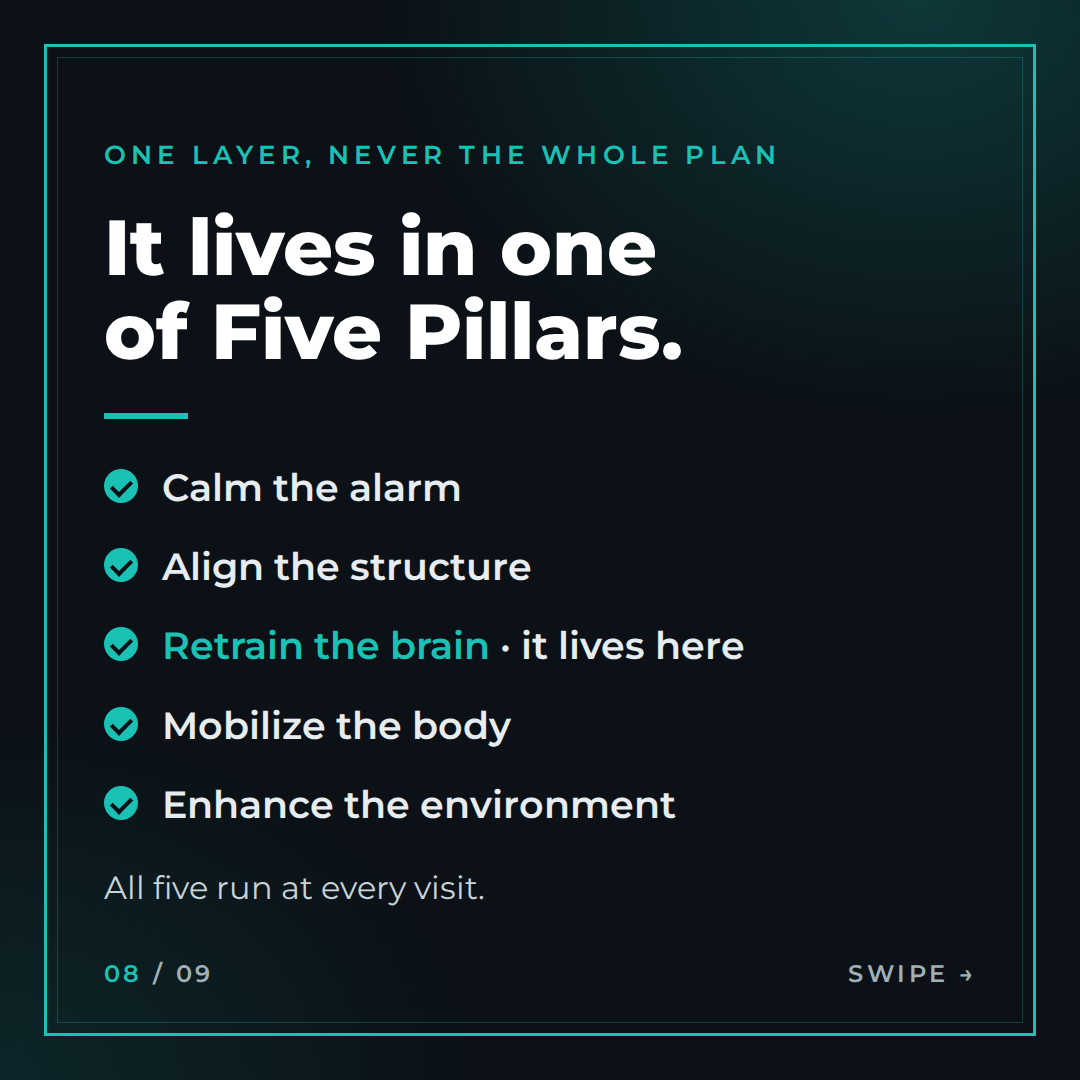 ONE LAYER, NEVER THE WHOLE PLAN
It lives in one
of Five Pillars.
Calm the alarm
Align the structure
Retrain the brain · it lives here
Mobilize the body
Enhance the environment
All five run at every visit.
08 / 09
SWIPE →